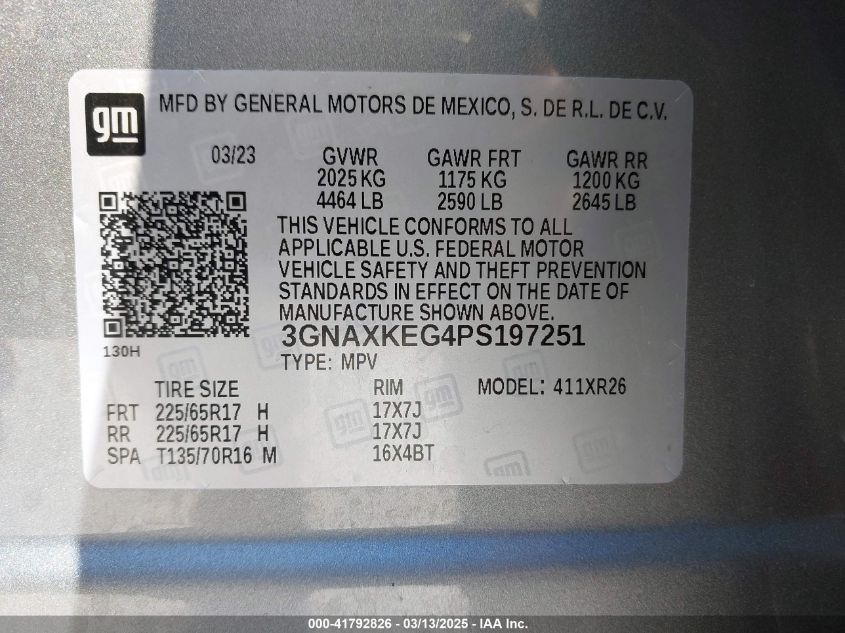 gm MFD BY GENERAL MOTORS DE MEXICO, S. DE R.L. DE C.V.
03/23 GVWR GAWR FRT GAWR RR
2025 KG 1175 KG 1200 KG
4464 LB 2590 LB 2645 LB
THIS VEHICLE CONFORMS TO ALL
APPLICABLE U.S. FEDERAL MOTOR
VEHICLE SAFETY AND THEFT PREVENTION
STANDARDS IN EFFECT ON THE DATE OF
MANUFACTURE SHOWN ABOVE.
3GNAXKEG4PS197251
130H
TYPE: MPV
TIRE SIZE RIM MODEL: 411XR26
FRT 225/65R17 H 17X7J
RR 225/65R17 H 17X7J
SPA T135/70R16 M 16X4BT
000-41792826 - 03/13/2025 - IAA Inc.